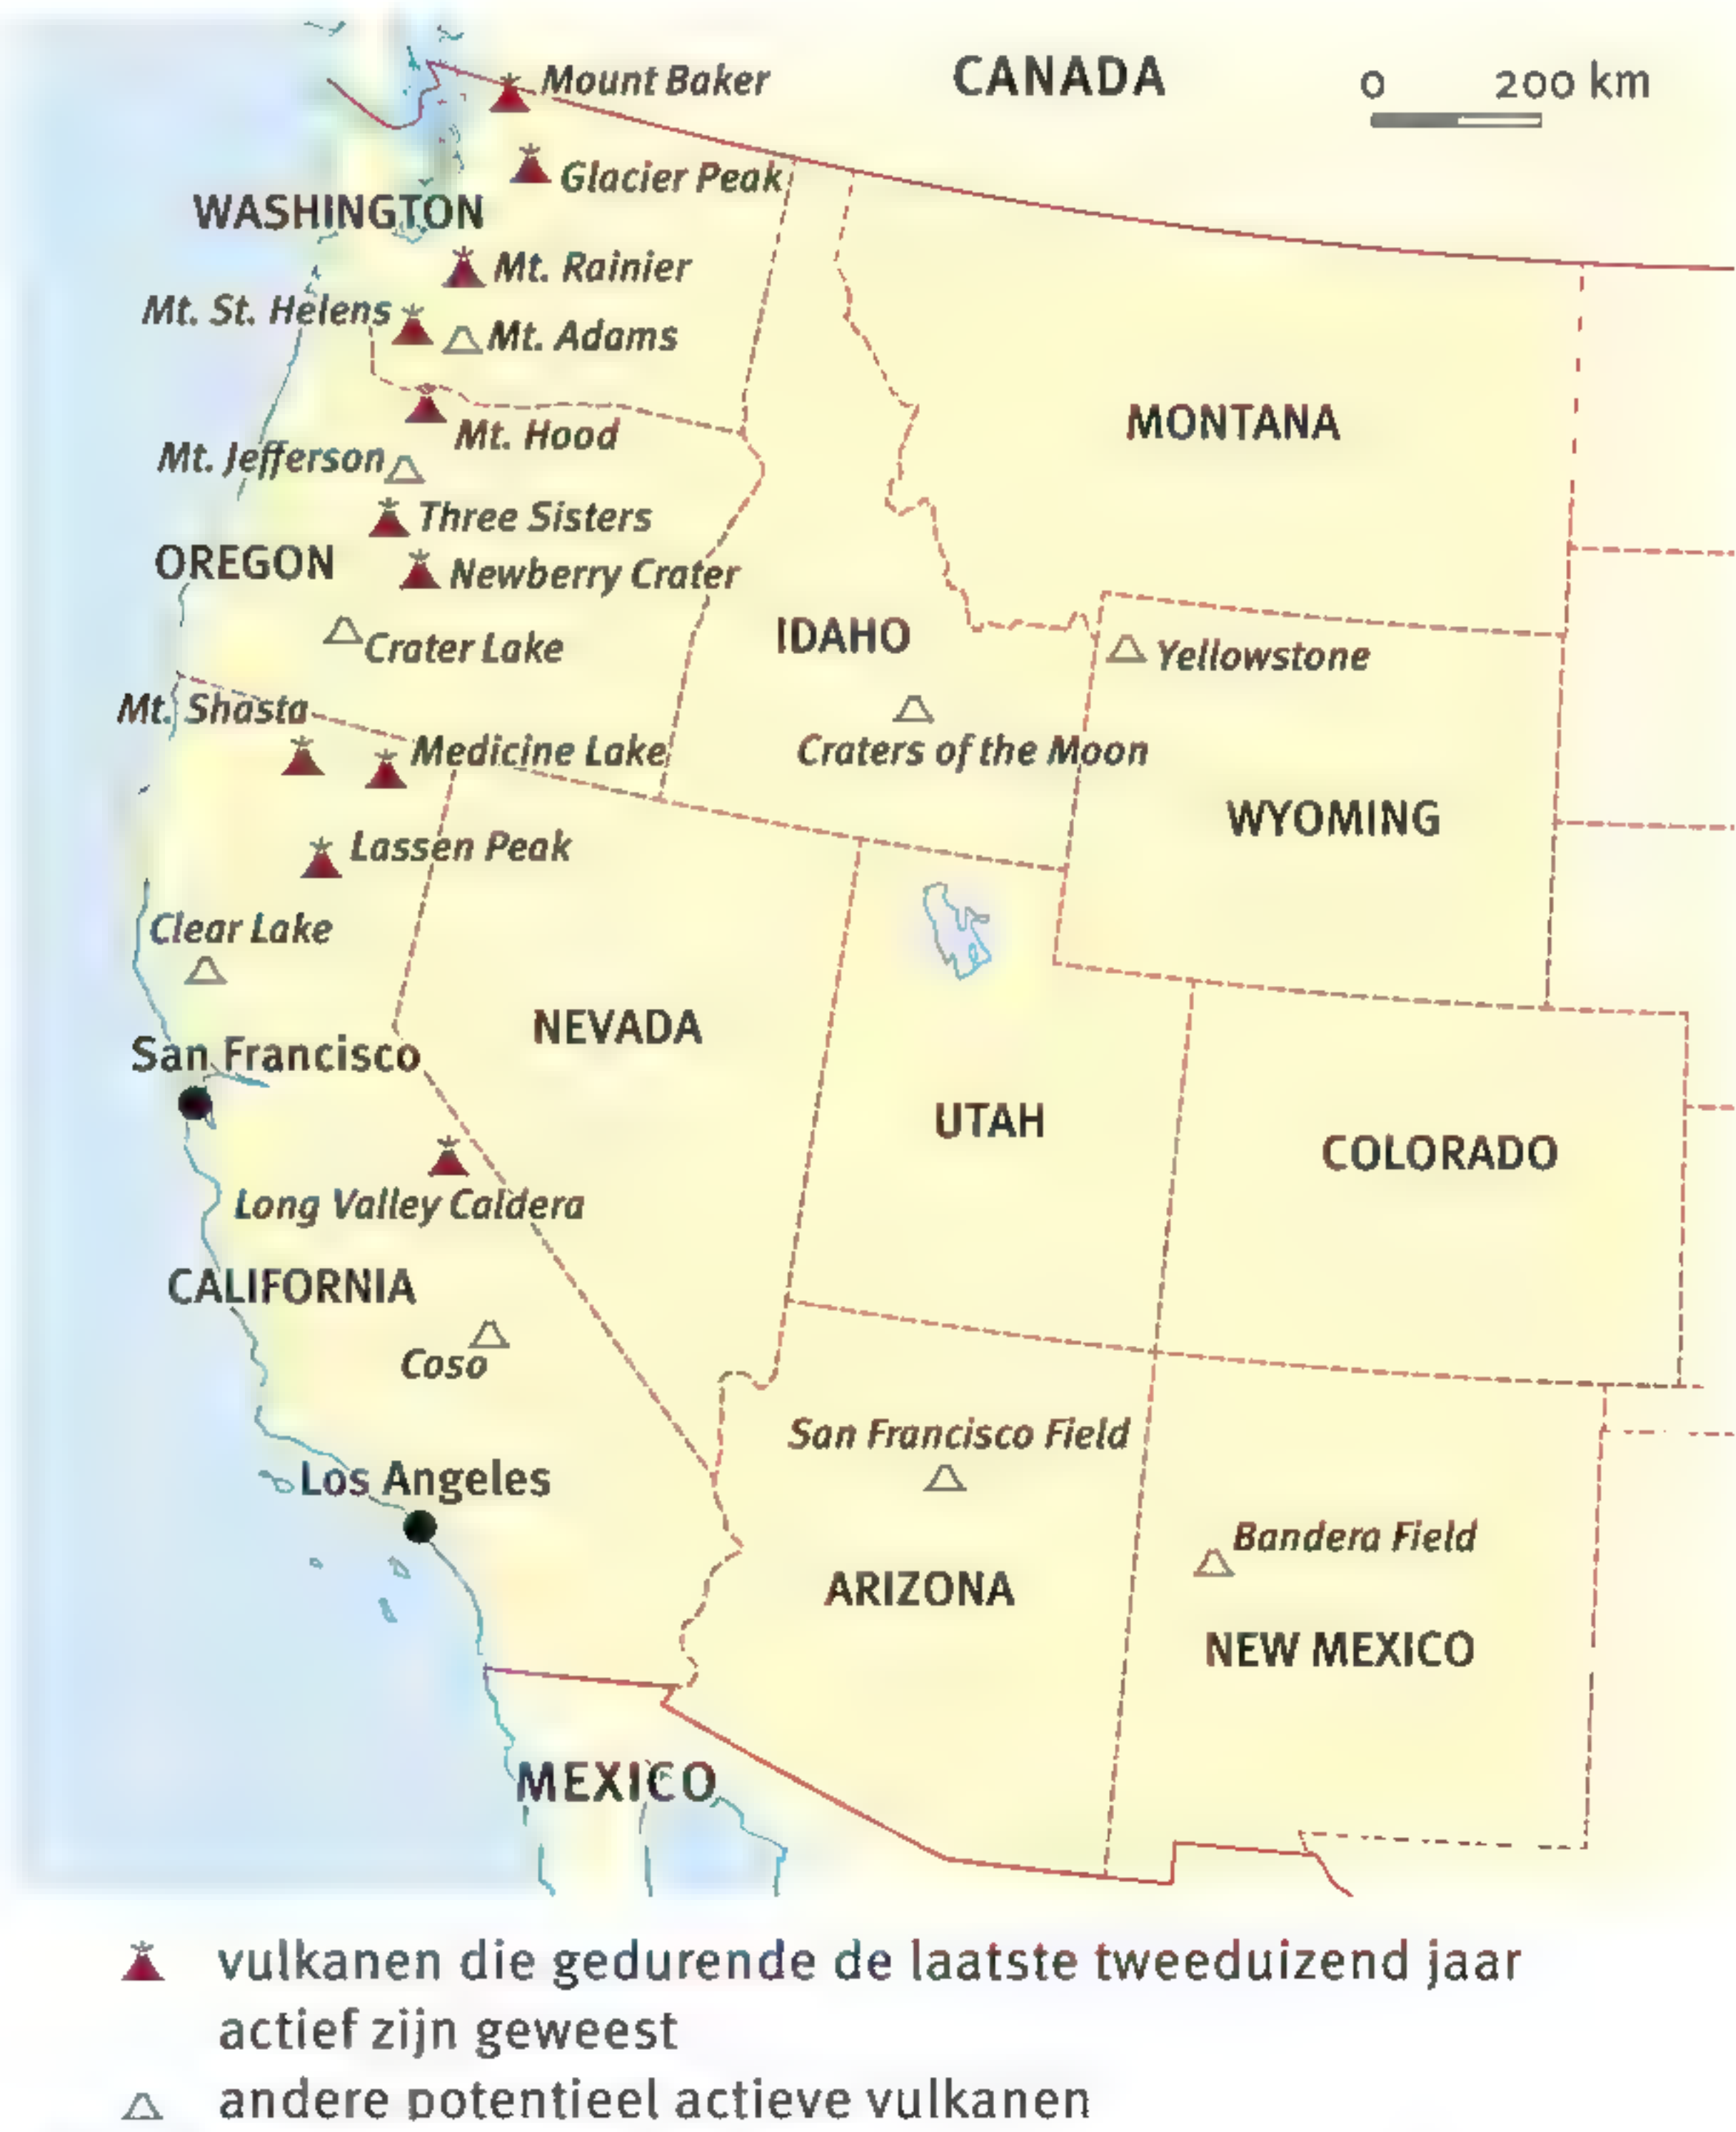 Mount Baker
CANADA
0 200 km
Glacier Peak
WASHINGTON
Mt. Rainier
Mt. St. Helens
Mt. Adams
MONTANA
Mt. Hood
Mt. Jefferson
Three Sisters
OREGON
Newberry Crater
IDAHO
Crater Lake
Yellowstone
Mt. Shasta
Medicine Lake
Craters of the Moon
WYOMING
Lassen Peak
Clear Lake
NEVADA
San Francisco
UTAH
COLORADO
Long Valley Caldera
CALIFORNIA
Coso
San Francisco Field
Los Angeles
Bandera Field
ARIZONA
NEW MEXICO
MEXICO
vulkanen die gedurende de laatste tweeduizend jaar
actief zijn geweest
andere potentieel actieve vulkanen